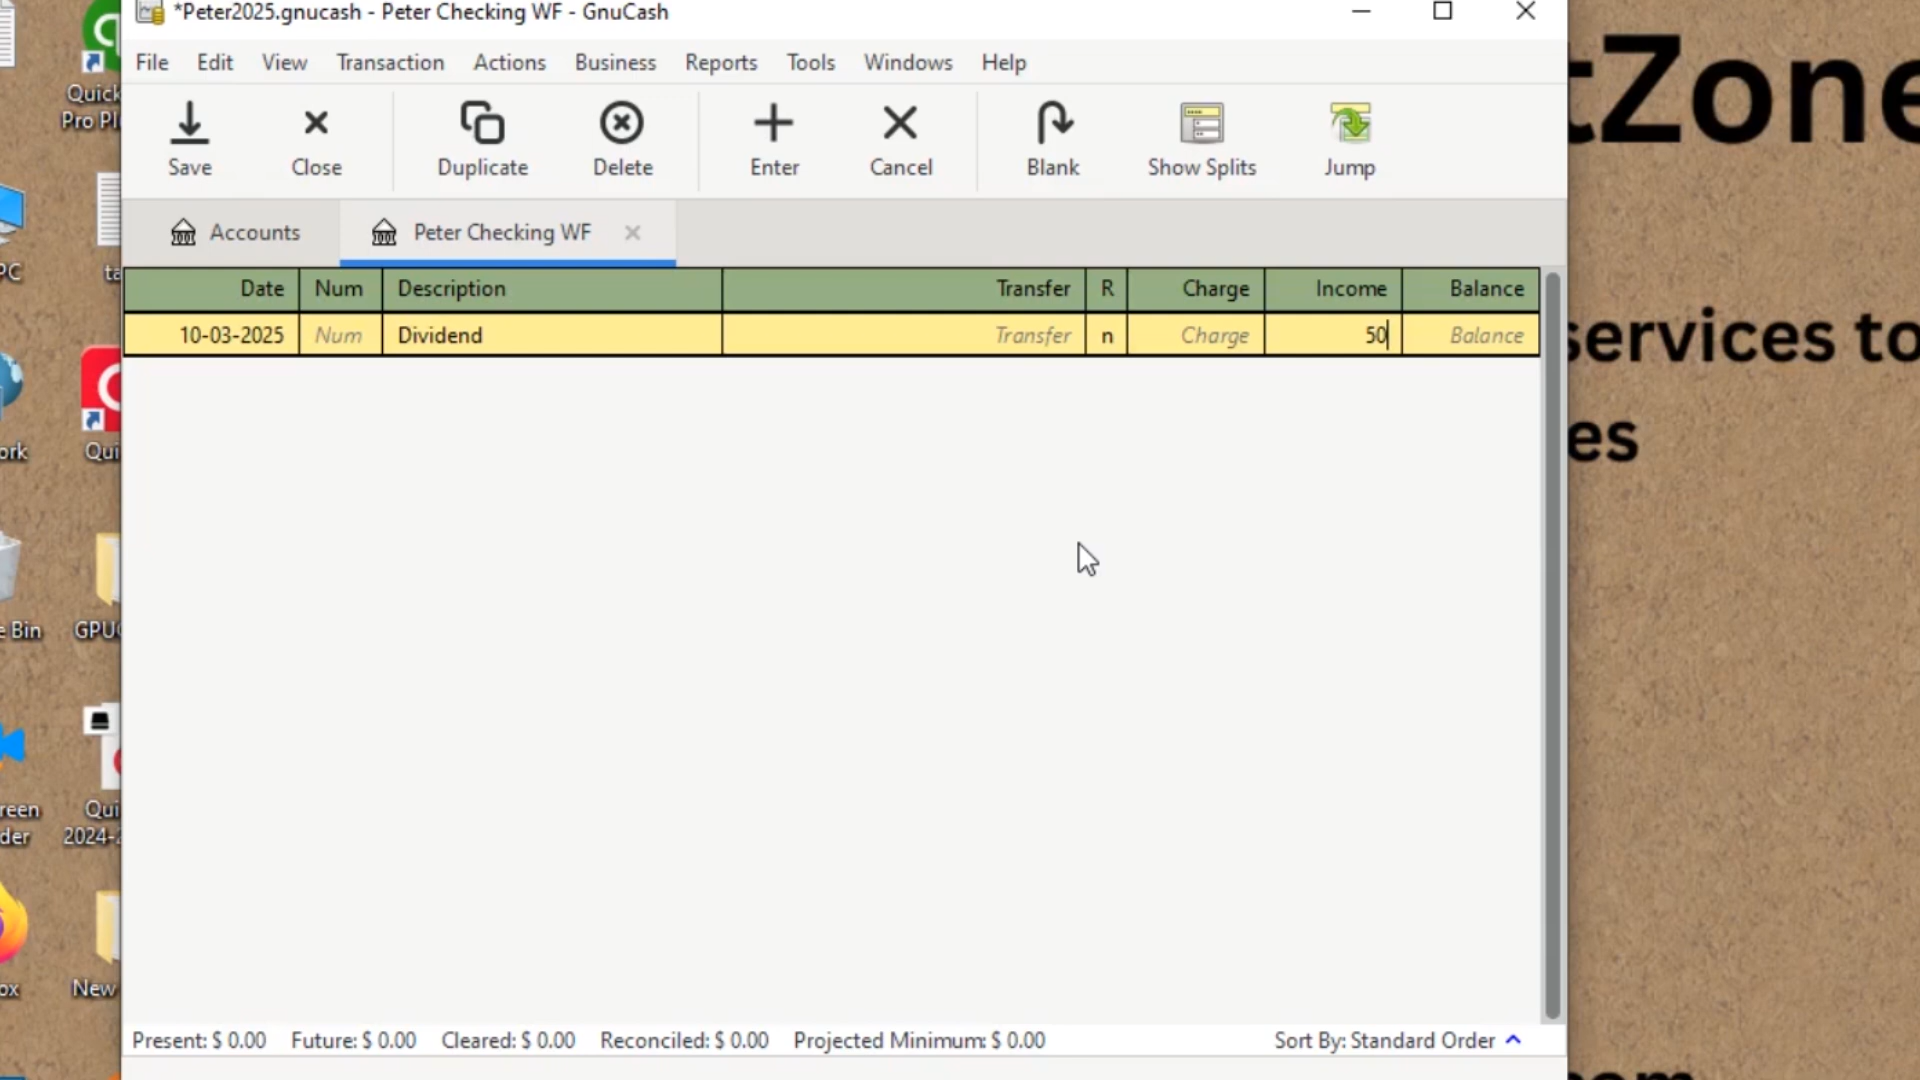 *Peter2025.gnucash - Peter Checking WF - GnuCash
File Edit View Transaction Actions Business Reports Tools Windows Help
Save Close Duplicate Delete Enter Cancel Blank Show Splits Jump
Accounts Peter Checking WF
Date Num Description Transfer R Charge Income Balance
10-03-2025 Num Dividend Transfer n Charge 50 Balance
Present: $ 0.00 Future: $ 0.00 Cleared: $ 0.00 Reconciled: $ 0.00 Projected Minimum: $ 0.00 Sort By: Standard Order
Quick
Pro Pl
PC
ta
ork
Qui
e Bin
GPU
reen
der
Qui
2024-2
ox
New
tZone
services to
es